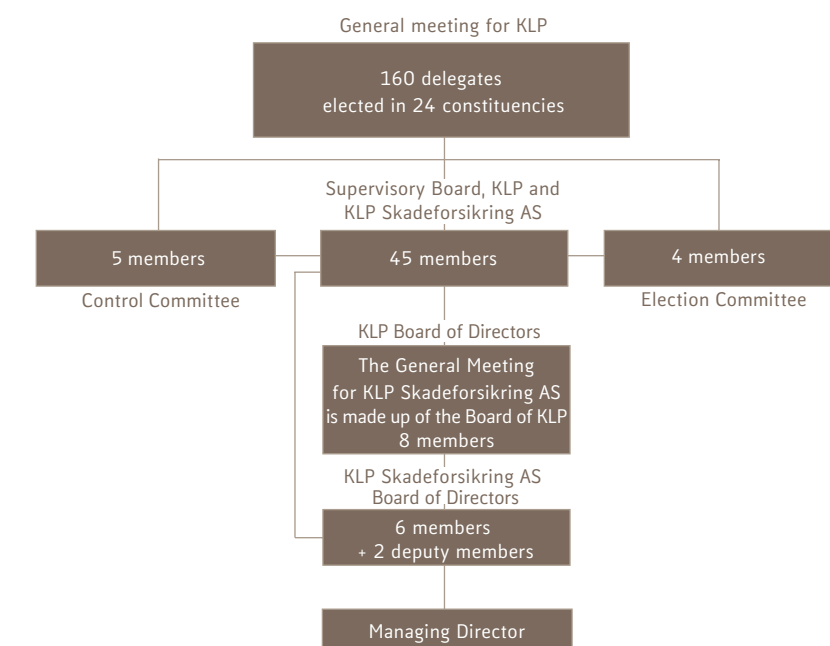 General meeting for KLP
160 delegates
elected in 24 constituencies
Supervisory Board, KLP and
KLP Skadeforsikring AS
5 members
45 members
4 members
Control Committee
Election Committee
KLP Board of Directors
The General Meeting
for KLP Skadeforsikring AS
is made up of the Board of KLP
8 members
KLP Skadeforsikring AS
Board of Directors
6 members
+ 2 deputy members
Managing Director